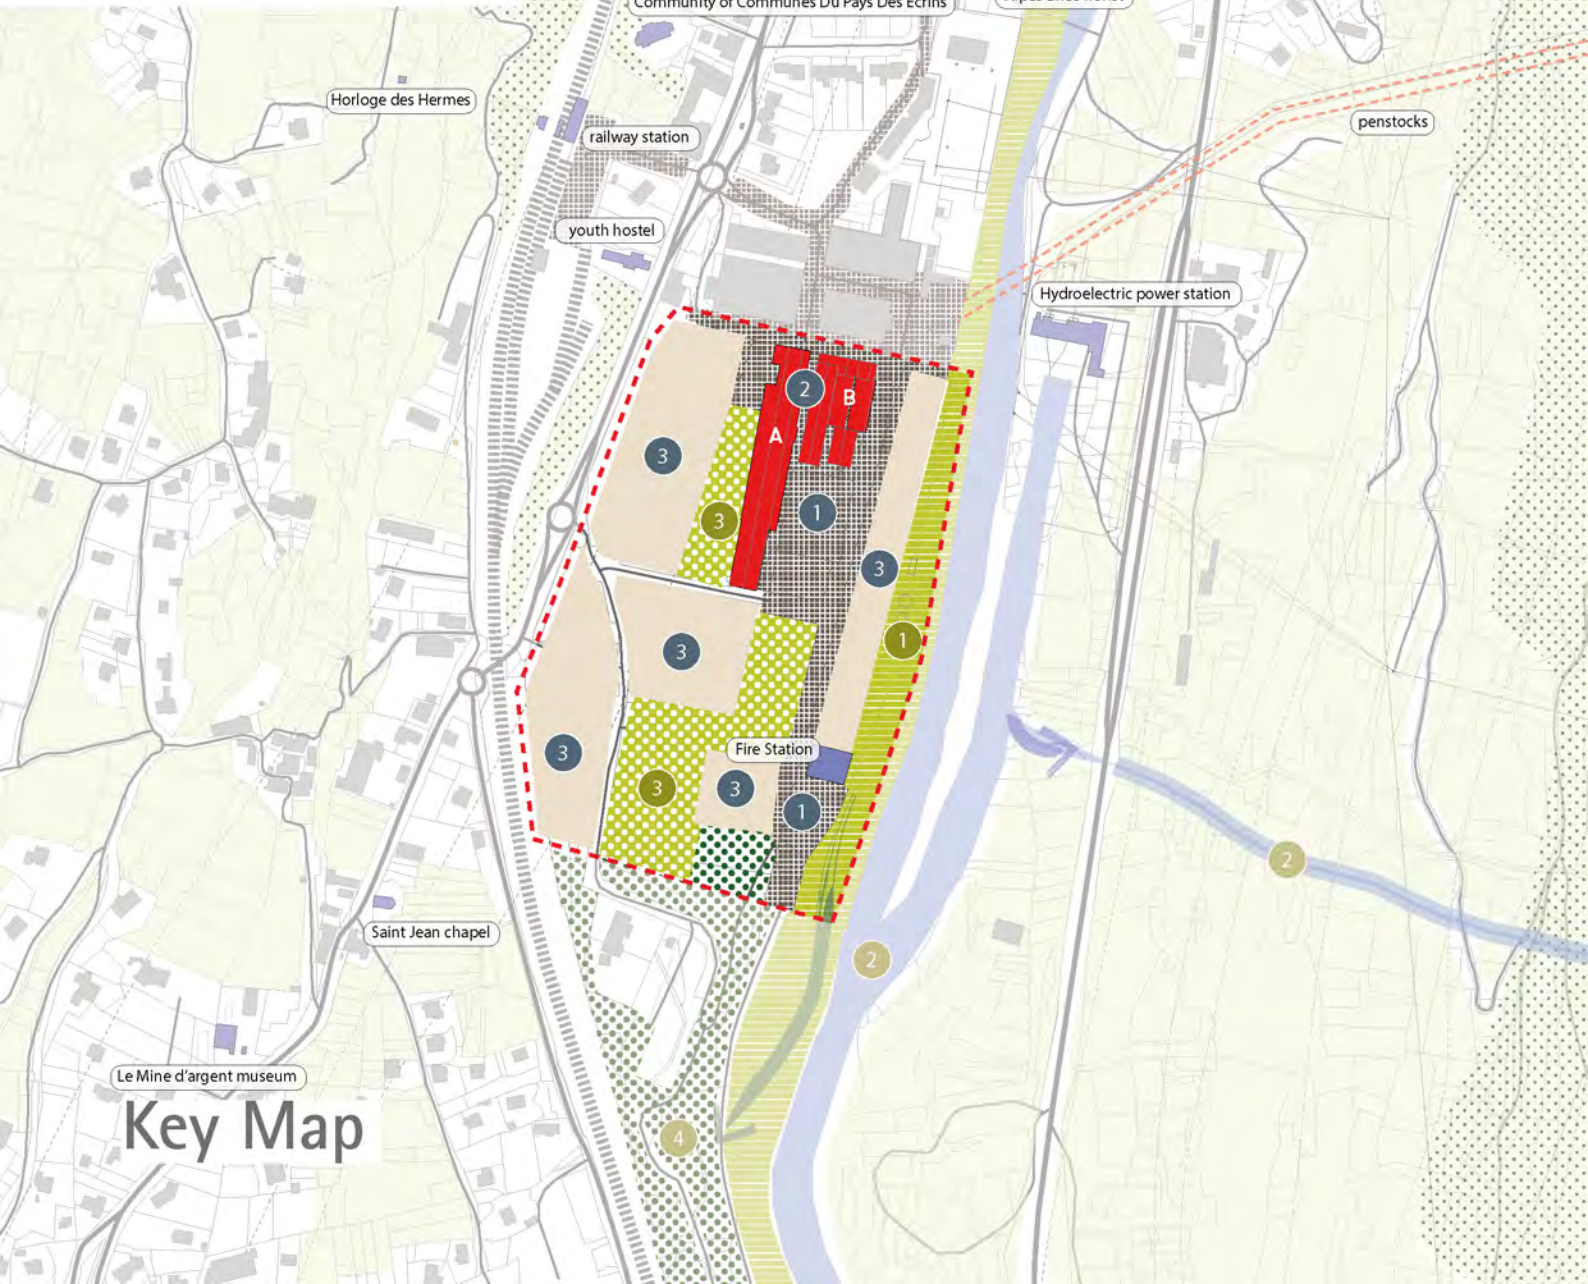 Community of Communes Du Pays Des Ecrins
Horloge des Hermes
railway station
penstocks
youth hostel
Hydroelectric power station
2
B
A
3
3
1
3
1
3
3
Fire Station
3
3
1
2
Saint Jean chapel
2
Le Mine d'argent museum
Key Map
4